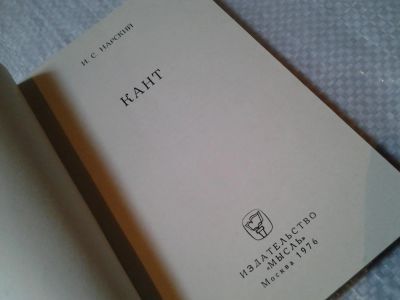 И. С. НАРСКИЙ
КАНТ
ИЗДАТЕЛЬСТВО
«МЫСЛЬ»
Москва 1976